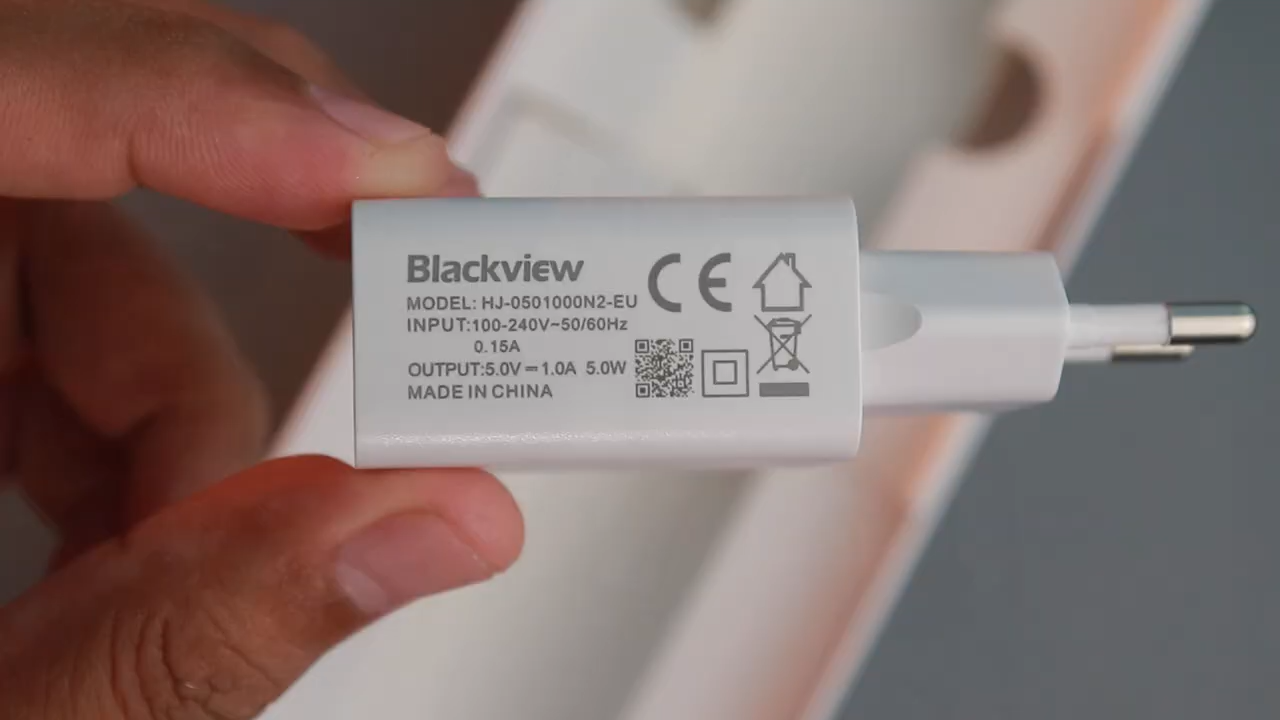 Blackview
CE
MODEL: HJ-0501000N2-EU
INPUT:100-240V~50/60Hz
0.15A
OUTPUT:5.0V⎓1.0A 5.0W
MADE IN CHINA